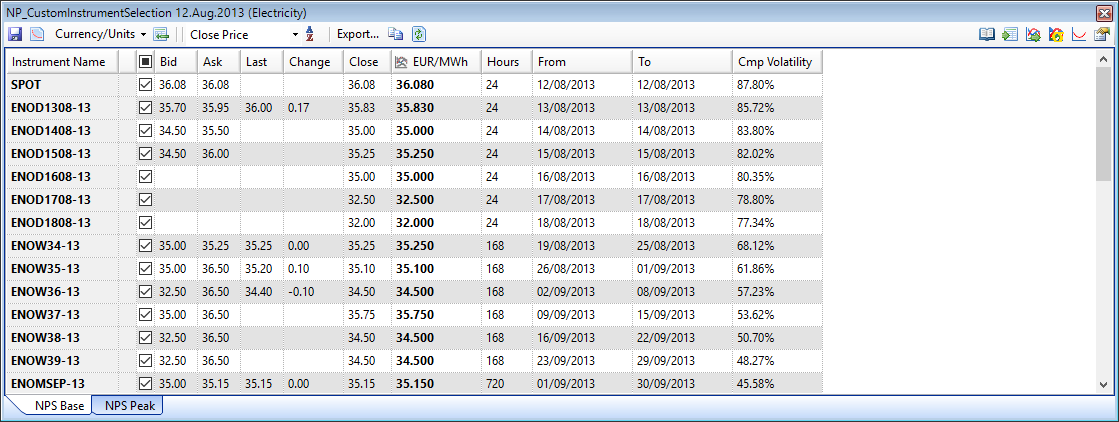 NP_CustomInstrumentSelection 12.Aug.2013 (Electricity)
Currency/Units Close Price Export...
Instrument Name Bid Ask Last Change Close EUR/MWh Hours From To Cmp Volatility
SPOT 36.08 36.08 36.08 36.080 24 12/08/2013 12/08/2013 87.80%
ENOD1308-13 35.70 35.95 36.00 0.17 35.83 35.830 24 13/08/2013 13/08/2013 85.72%
ENOD1408-13 34.50 35.50 35.00 35.000 24 14/08/2013 14/08/2013 83.80%
ENOD1508-13 34.50 36.00 35.25 35.250 24 15/08/2013 15/08/2013 82.02%
ENOD1608-13 35.00 35.000 24 16/08/2013 16/08/2013 80.35%
ENOD1708-13 32.50 32.500 24 17/08/2013 17/08/2013 78.80%
ENOD1808-13 32.00 32.000 24 18/08/2013 18/08/2013 77.34%
ENOW34-13 35.00 35.25 35.25 0.00 35.25 35.250 168 19/08/2013 25/08/2013 68.12%
ENOW35-13 35.00 36.50 35.20 0.10 35.10 35.100 168 26/08/2013 01/09/2013 61.86%
ENOW36-13 32.50 36.50 34.40 -0.10 34.50 34.500 168 02/09/2013 08/09/2013 57.23%
ENOW37-13 35.00 36.50 35.75 35.750 168 09/09/2013 15/09/2013 53.62%
ENOW38-13 32.50 36.50 34.50 34.500 168 16/09/2013 22/09/2013 50.70%
ENOW39-13 32.50 36.50 34.50 34.500 168 23/09/2013 29/09/2013 48.27%
ENOMSEP-13 35.00 35.15 35.15 0.00 35.15 35.150 720 01/09/2013 30/09/2013 45.58%
NPS Base NPS Peak